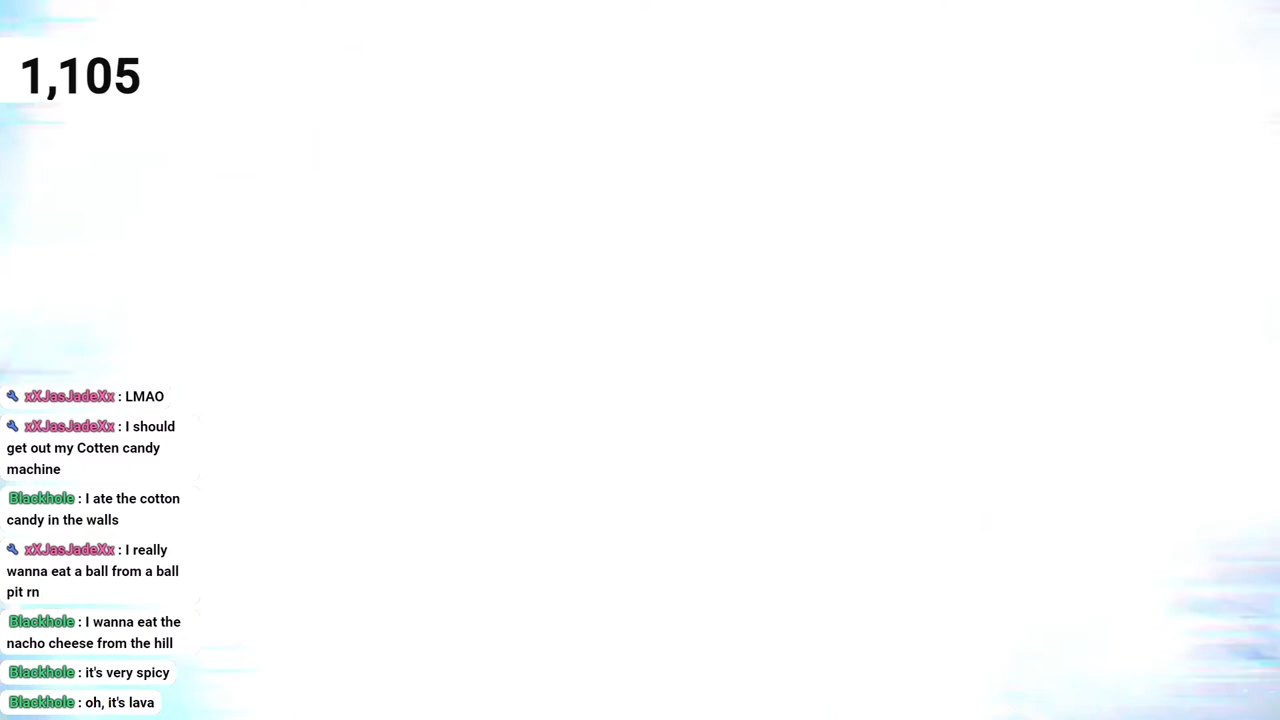 1,105
xXJasJadeXx : LMAO
xXJasJadeXx : I should
get out my Cotten candy
machine
Blackhole : I ate the cotton
candy in the walls
xXJasJadeXx : I really
wanna eat a ball from a ball
pit rn
Blackhole : I wanna eat the
nacho cheese from the hill
Blackhole : it's very spicy
Blackhole : oh, it's lava